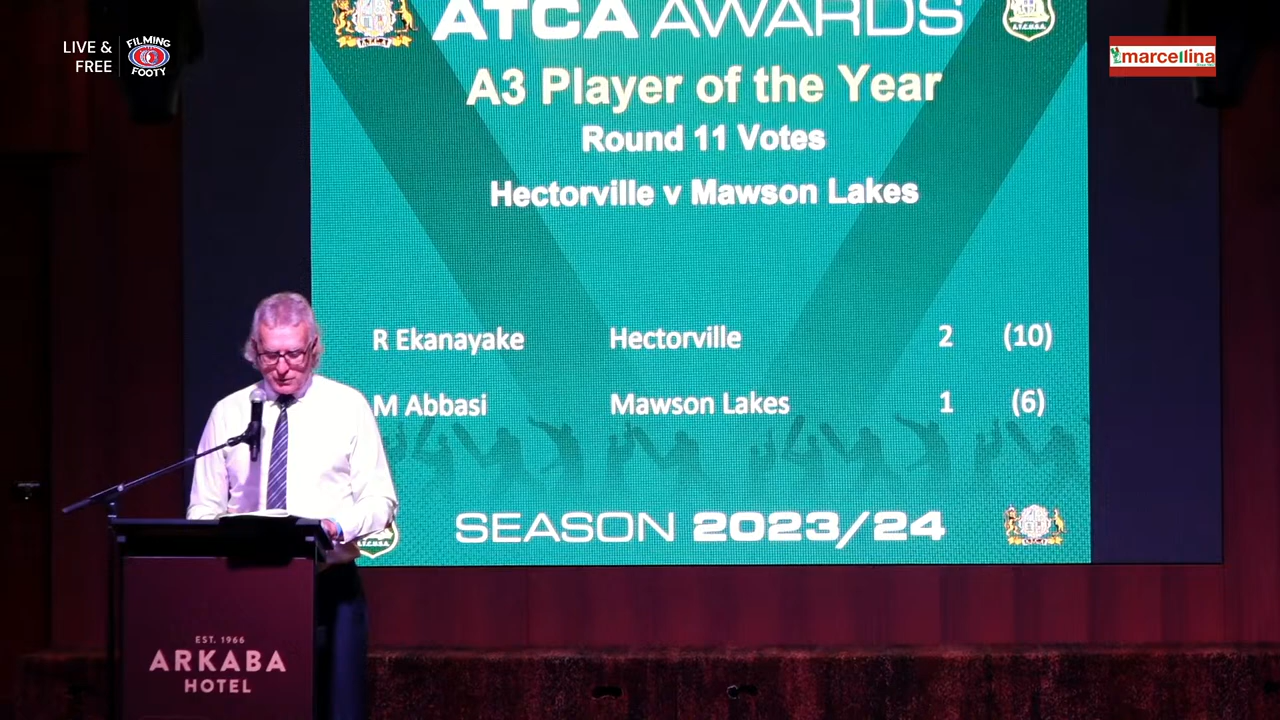 LIVE &
FREE
FILMING
FOOTY
marcellina
ATCA AWARDS
A3 Player of the Year
Round 11 Votes
Hectorville v Mawson Lakes
R Ekanayake Hectorville 2 (10)
M Abbasi Mawson Lakes 1 (6)
SEASON 2023/24
EST. 1966
ARKABA
HOTEL